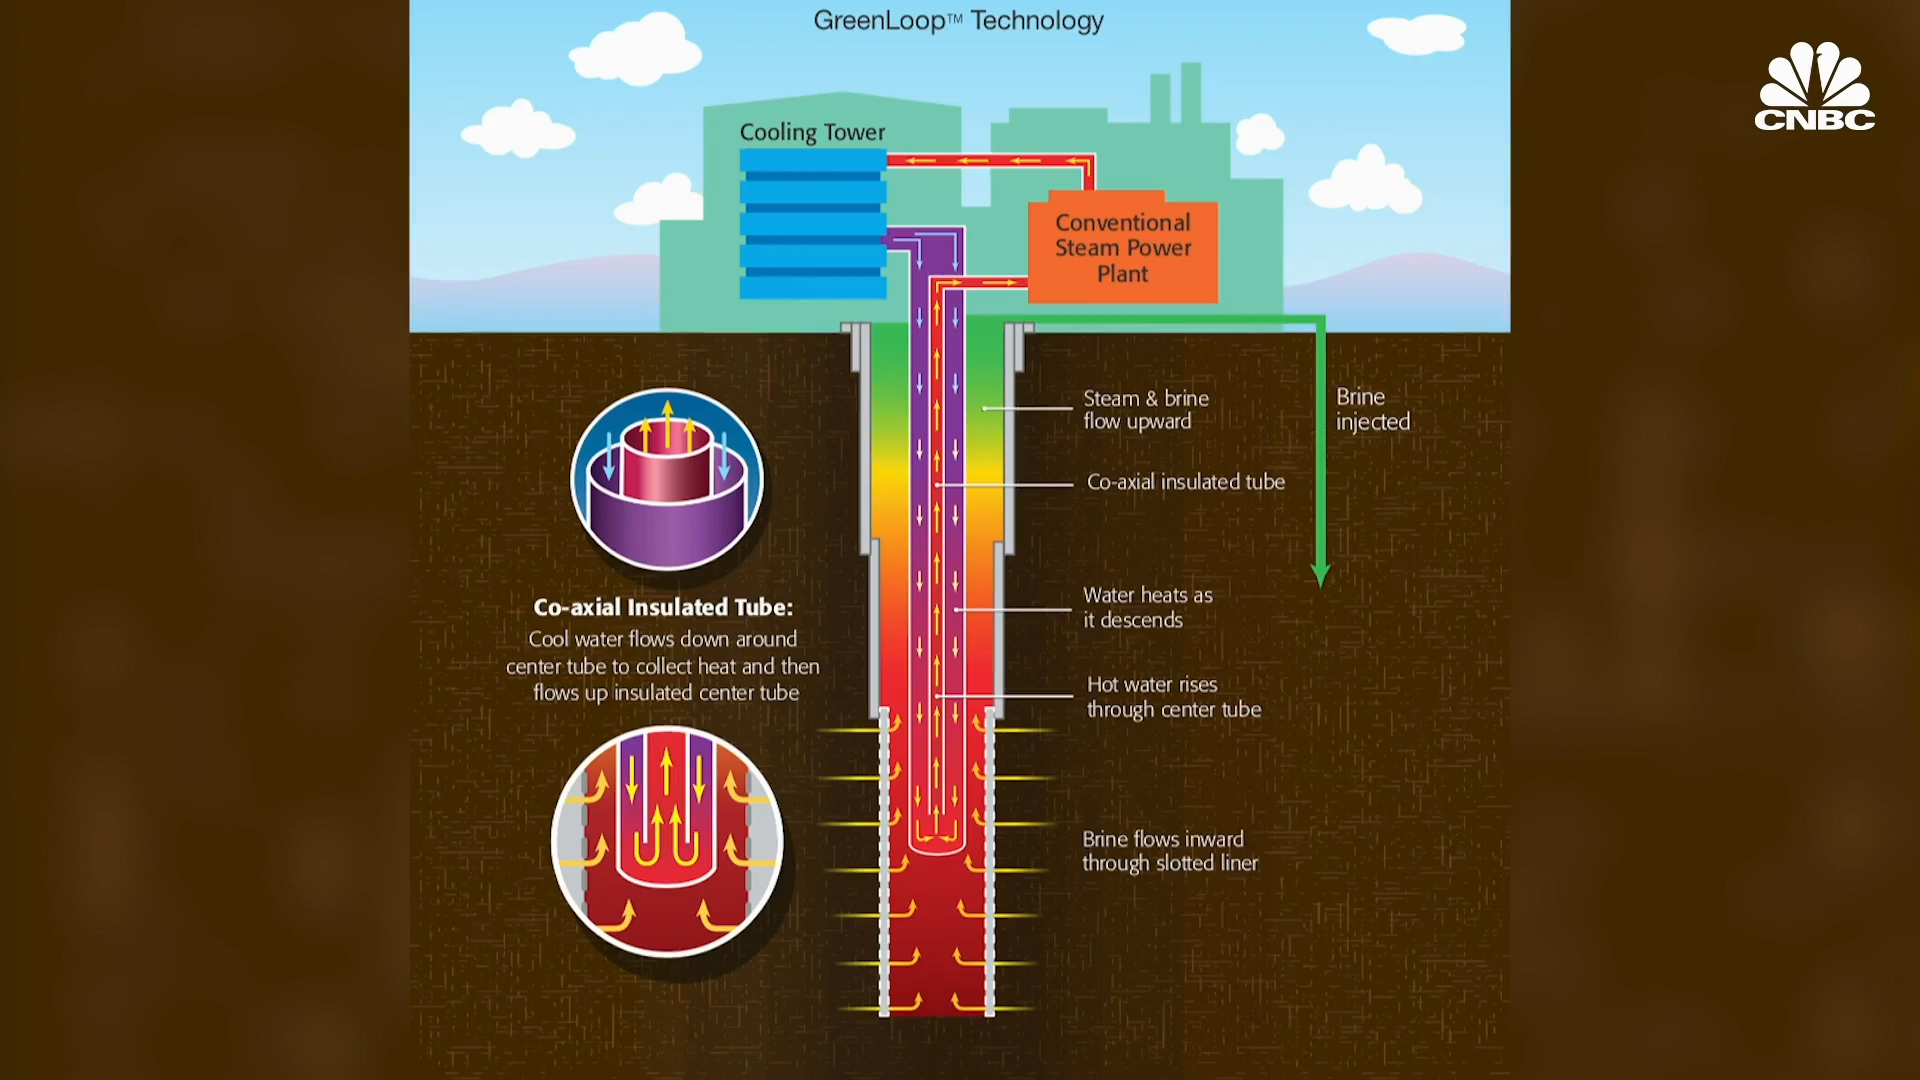 GreenLoop™ Technology
CNBC
Cooling Tower
Conventional
Steam Power
Plant
Steam & brine
flow upward
Brine
injected
Co-axial insulated tube
Water heats as
it descends
Co-axial Insulated Tube:
Cool water flows down around
center tube to collect heat and then
flows up insulated center tube
Hot water rises
through center tube
Brine flows inward
through slotted liner